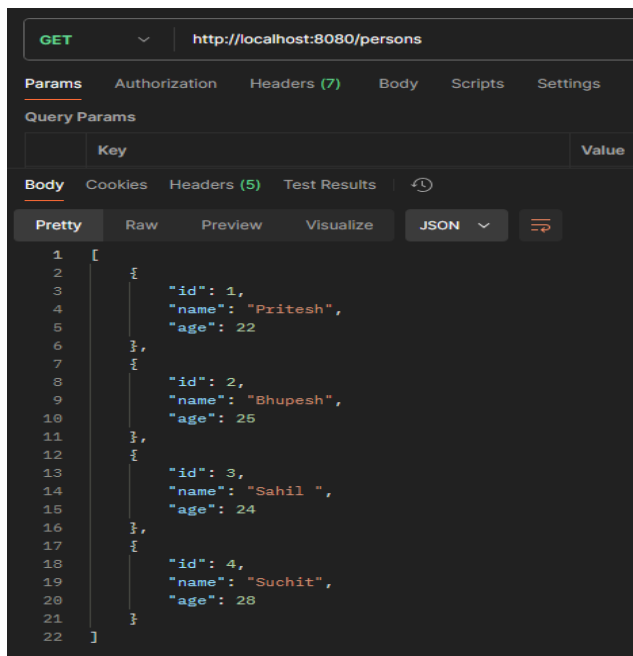 GET http://localhost:8080/persons
Params Authorization Headers (7) Body Scripts Settings
Query Params
Key Value
Body Cookies Headers (5) Test Results
Pretty Raw Preview Visualize JSON
1 [
2 {
3 "id": 1,
4 "name": "Pritesh",
5 "age": 22
6 },
7 {
8 "id": 2,
9 "name": "Bhupesh",
10 "age": 25
11 },
12 {
13 "id": 3,
14 "name": "Sahil ",
15 "age": 24
16 },
17 {
18 "id": 4,
19 "name": "Suchit",
20 "age": 28
21 }
22 ]